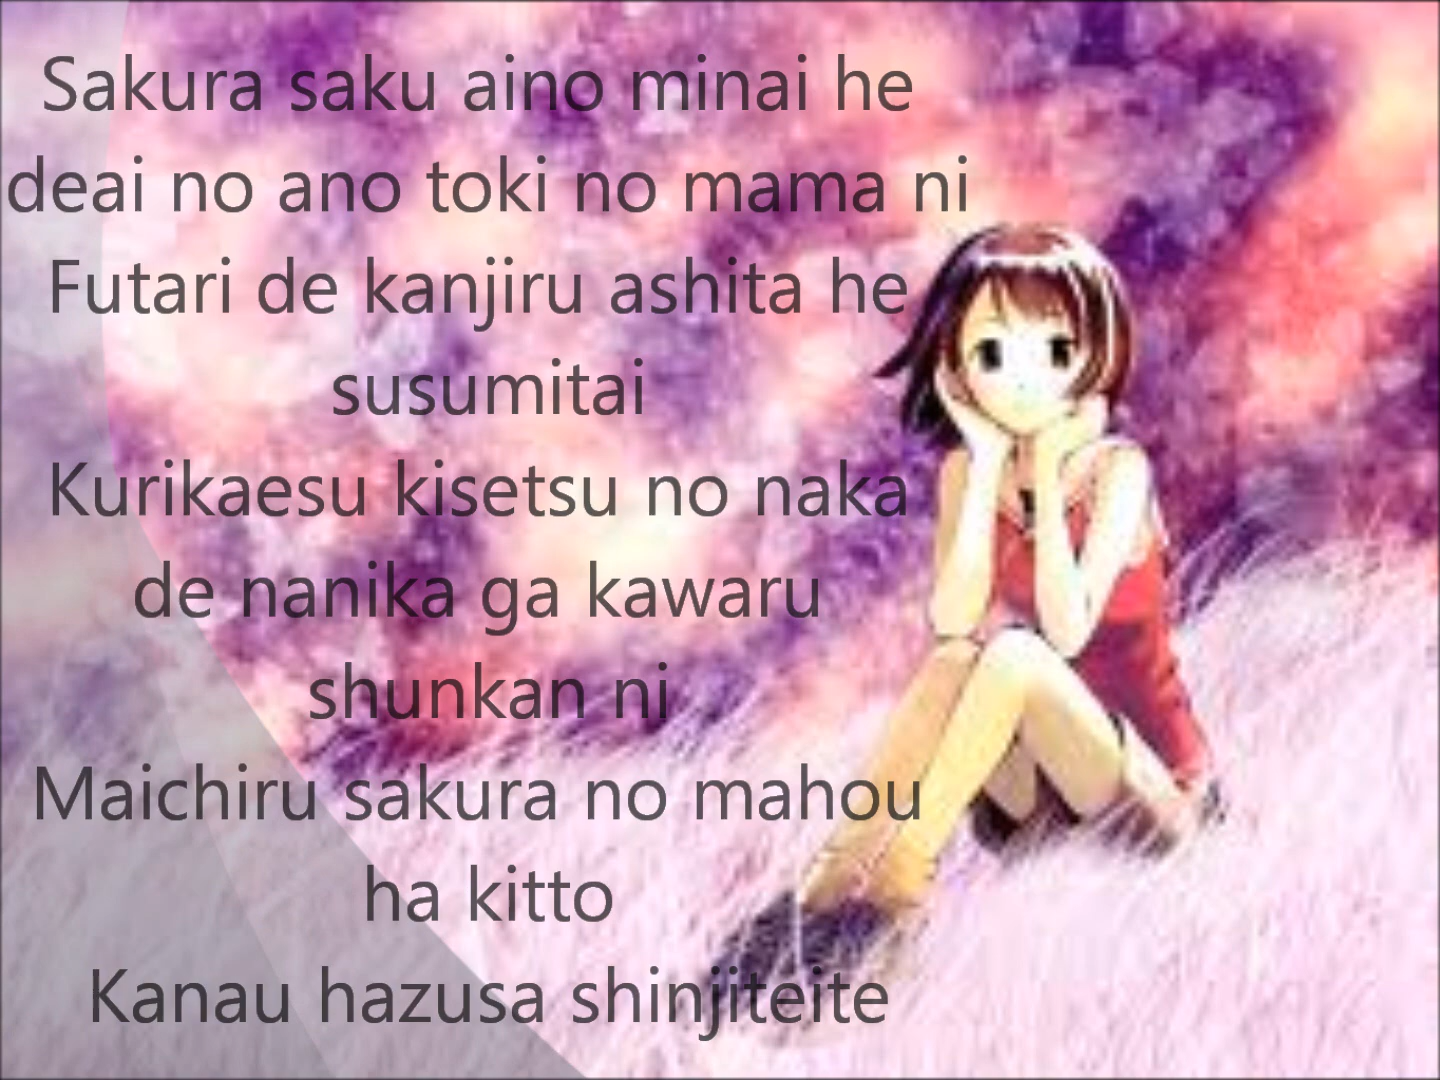 Sakura saku aino minai he
deai no ano toki no mama ni
Futari de kanjiru ashita he
susumitai
Kurikaesu kisetsu no naka
de nanika ga kawaru
shunkan ni
Maichiru sakura no mahou
ha kitto
Kanau hazusa shinjiteite